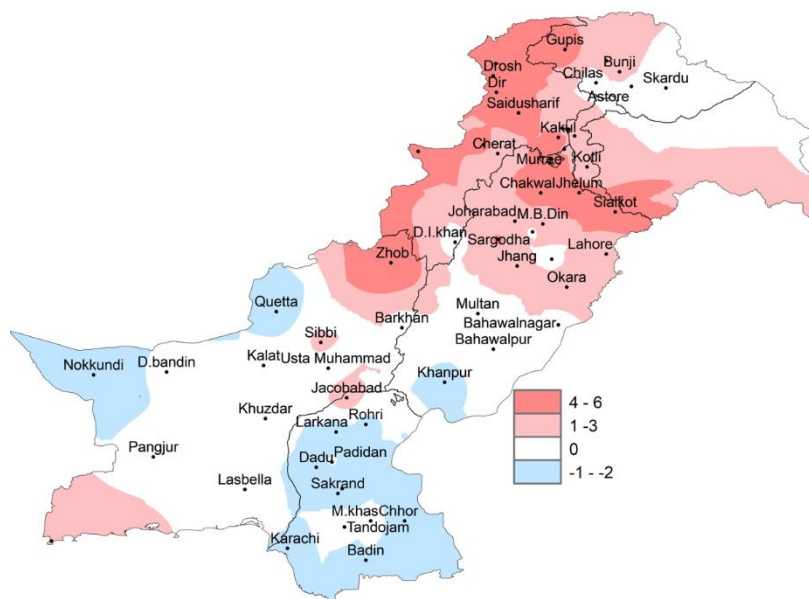 Gupis
Drosh
Bunji
Chilas
Skardu
Dir
Astore
Saidusharif
Kakul
Cherat
Murree
Kotli
Chakwal
Jhelum
Sialkot
Joharabad
M.B.Din
D.I.khan
Sargodha
Lahore
Zhob
Jhang
Okara
Quetta
Multan
Barkhan
Bahawalnagar
Sibbi
Bahawalpur
Kalat
Usta Muhammad
Nokkundi
D.bandin
Khanpur
Jacobabad
4 - 6
1 -3
0
-1 - -2
Khuzdar
Rohri
Larkana
Pangjur
Dadu
Padidan
Lasbella
Sakrand
M.khas
Chhor
Tandojam
Karachi
Badin